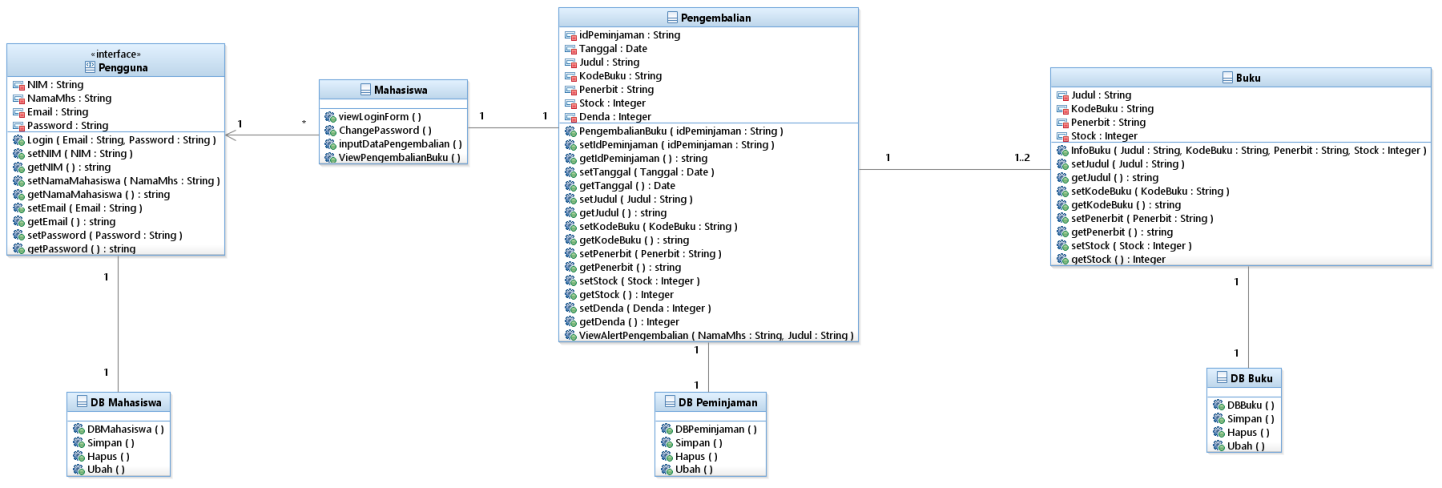 «interface»
Pengguna
NIM : String
NamaMhs : String
Email : String
Password : String
Login ( Email : String, Password : String )
setNIM ( NIM : String )
getNIM ( ) : string
setNamaMahasiswa ( NamaMhs : String )
getNamaMahasiswa ( ) : string
setEmail ( Email : String )
getEmail ( ) : string
setPassword ( Password : String )
getPassword ( ) : string
1
*
Mahasiswa
viewLoginForm ( )
ChangePassword ( )
inputDataPengembalian ( )
ViewPengembalianBuku ( )
1
1
Pengembalian
idPeminjaman : String
Tanggal : Date
Judul : String
KodeBuku : String
Penerbit : String
Stock : Integer
Denda : Integer
PengembalianBuku ( idPeminjaman : String )
setIdPeminjaman ( idPeminjaman : String )
getIdPeminjaman ( ) : string
setTanggal ( Tanggal : Date )
getTanggal ( ) : Date
setJudul ( Judul : String )
getJudul ( ) : string
setKodeBuku ( KodeBuku : String )
getKodeBuku ( ) : string
setPenerbit ( Penerbit : String )
getPenerbit ( ) : string
setStock ( Stock : Integer )
getStock ( ) : Integer
setDenda ( Denda : Integer )
getDenda ( ) : Integer
ViewAlertPengembalian ( NamaMhs : String, Judul : String )
1
1..2
Buku
Judul : String
KodeBuku : String
Penerbit : String
Stock : Integer
InfoBuku ( Judul : String, KodeBuku : String, Penerbit : String, Stock : Integer )
setJudul ( Judul : String )
getJudul ( ) : string
setKodeBuku ( KodeBuku : String )
getKodeBuku ( ) : string
setPenerbit ( Penerbit : String )
getPenerbit ( ) : string
setStock ( Stock : Integer )
getStock ( ) : Integer
1
1
DB Mahasiswa
DBMahasiswa ( )
Simpan ( )
Hapus ( )
Ubah ( )
1
1
DB Peminjaman
DBPeminjaman ( )
Simpan ( )
Hapus ( )
Ubah ( )
1
1
DB Buku
DBBuku ( )
Simpan ( )
Hapus ( )
Ubah ( )